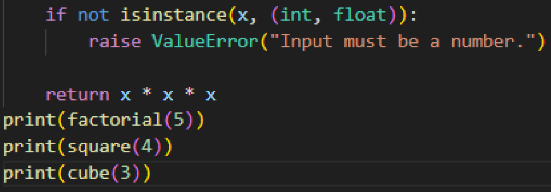 if not isinstance(x, (int, float)):
raise ValueError("Input must be a number.")
return x * x * x
print(factorial(5))
print(square(4))
print(cube(3))